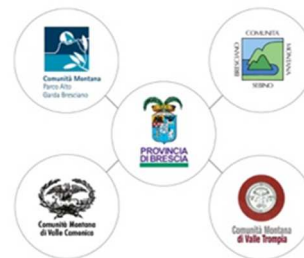 Comunità Montana
Parco Alto
Garda Bresciano
COMUNITÀ
MONTANA
SEBINO
BRESCIANO
PROVINCIA
DI BRESCIA
Comunità Montana
di Valle Camonica
Comunità Montana
di Valle Trompia